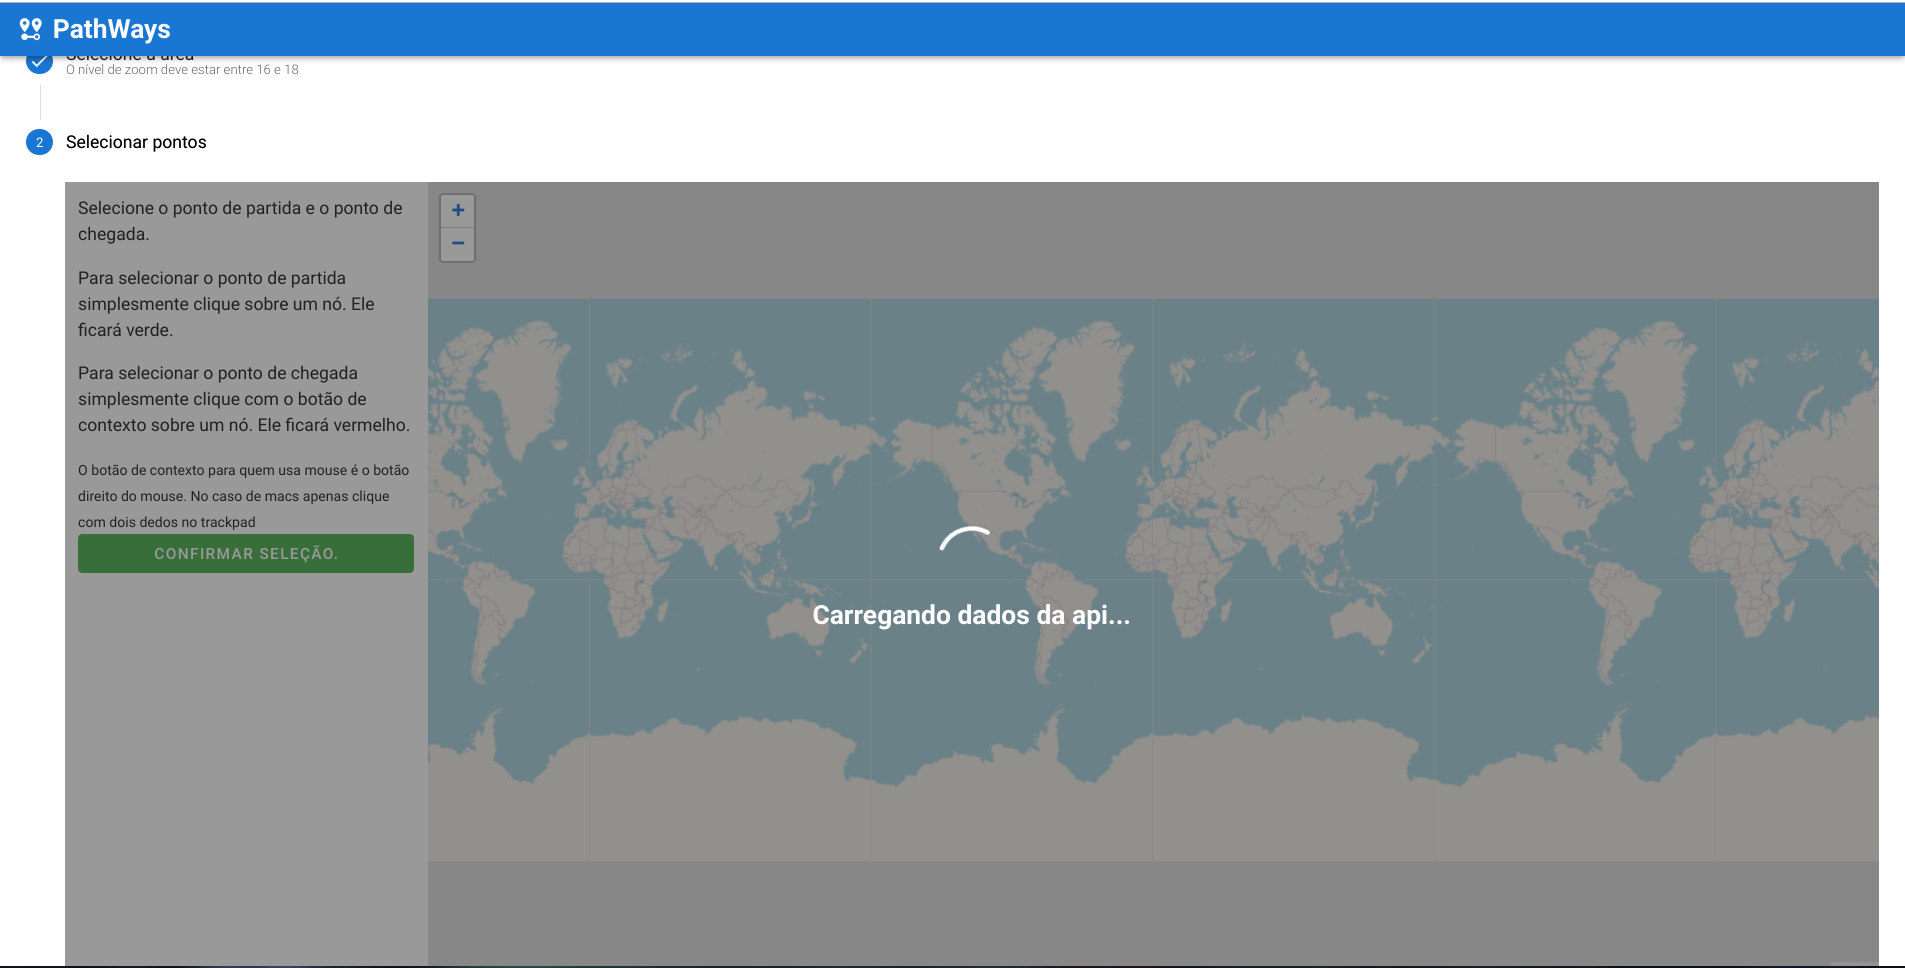 PathWays
Selecione a área
O nível de zoom deve estar entre 16 e 18
2
Selecionar pontos
Selecione o ponto de partida e o ponto de
chegada.
Para selecionar o ponto de partida
simplesmente clique sobre um nó. Ele
ficará verde.
Para selecionar o ponto de chegada
simplesmente clique com o botão de
contexto sobre um nó. Ele ficará vermelho.
O botão de contexto para quem usa mouse é o botão
direito do mouse. No caso de macs apenas clique
com dois dedos no trackpad
CONFIRMAR SELEÇÃO.
+
−
Carregando dados da api...